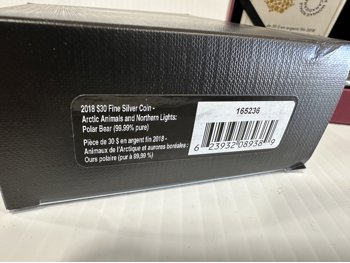 2018 $30 Fine Silver Coin -
Arctic Animals and Northern Lights:
Polar Bear (99.99% pure)
Pièce de 30 $ en argent fin 2018 -
Animaux de l'Arctique et aurores boréales :
Ours polaire (pur à 99,99 %)
165236
6 23932 08938 9